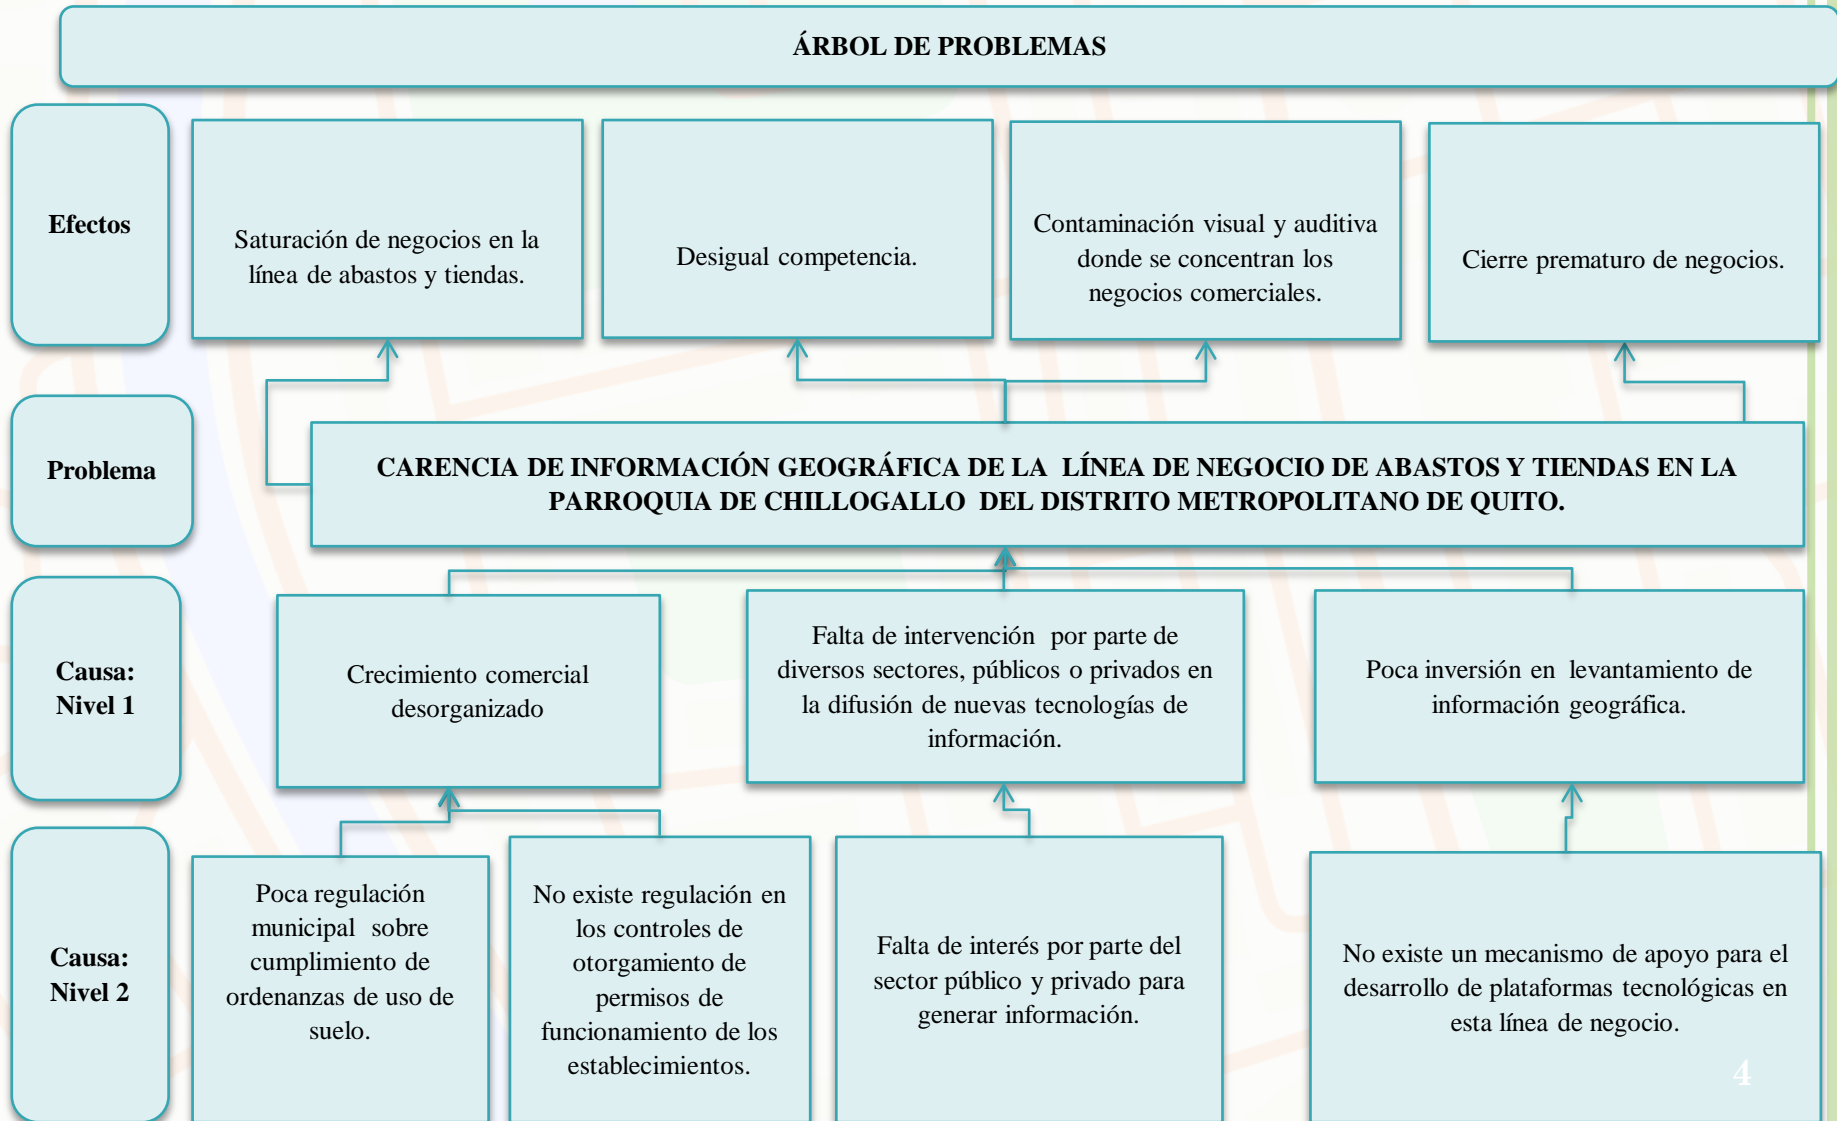 ÁRBOL DE PROBLEMAS
Efectos
Saturación de negocios en la
línea de abastos y tiendas.
Desigual competencia.
Contaminación visual y auditiva
donde se concentran los
negocios comerciales.
Cierre prematuro de negocios.
Problema
CARENCIA DE INFORMACIÓN GEOGRÁFICA DE LA LÍNEA DE NEGOCIO DE ABASTOS Y TIENDAS EN LA
PARROQUIA DE CHILLOGALLO DEL DISTRITO METROPOLITANO DE QUITO.
Causa:
Nivel 1
Crecimiento comercial
desorganizado
Falta de intervención por parte de
diversos sectores, públicos o privados en
la difusión de nuevas tecnologías de
información.
Poca inversión en levantamiento de
información geográfica.
Causa:
Nivel 2
Poca regulación
municipal sobre
cumplimiento de
ordenanzas de uso de
suelo.
No existe regulación en
los controles de
otorgamiento de
permisos de
funcionamiento de los
establecimientos.
Falta de interés por parte del
sector público y privado para
generar información.
No existe un mecanismo de apoyo para el
desarrollo de plataformas tecnológicas en
esta línea de negocio.
4